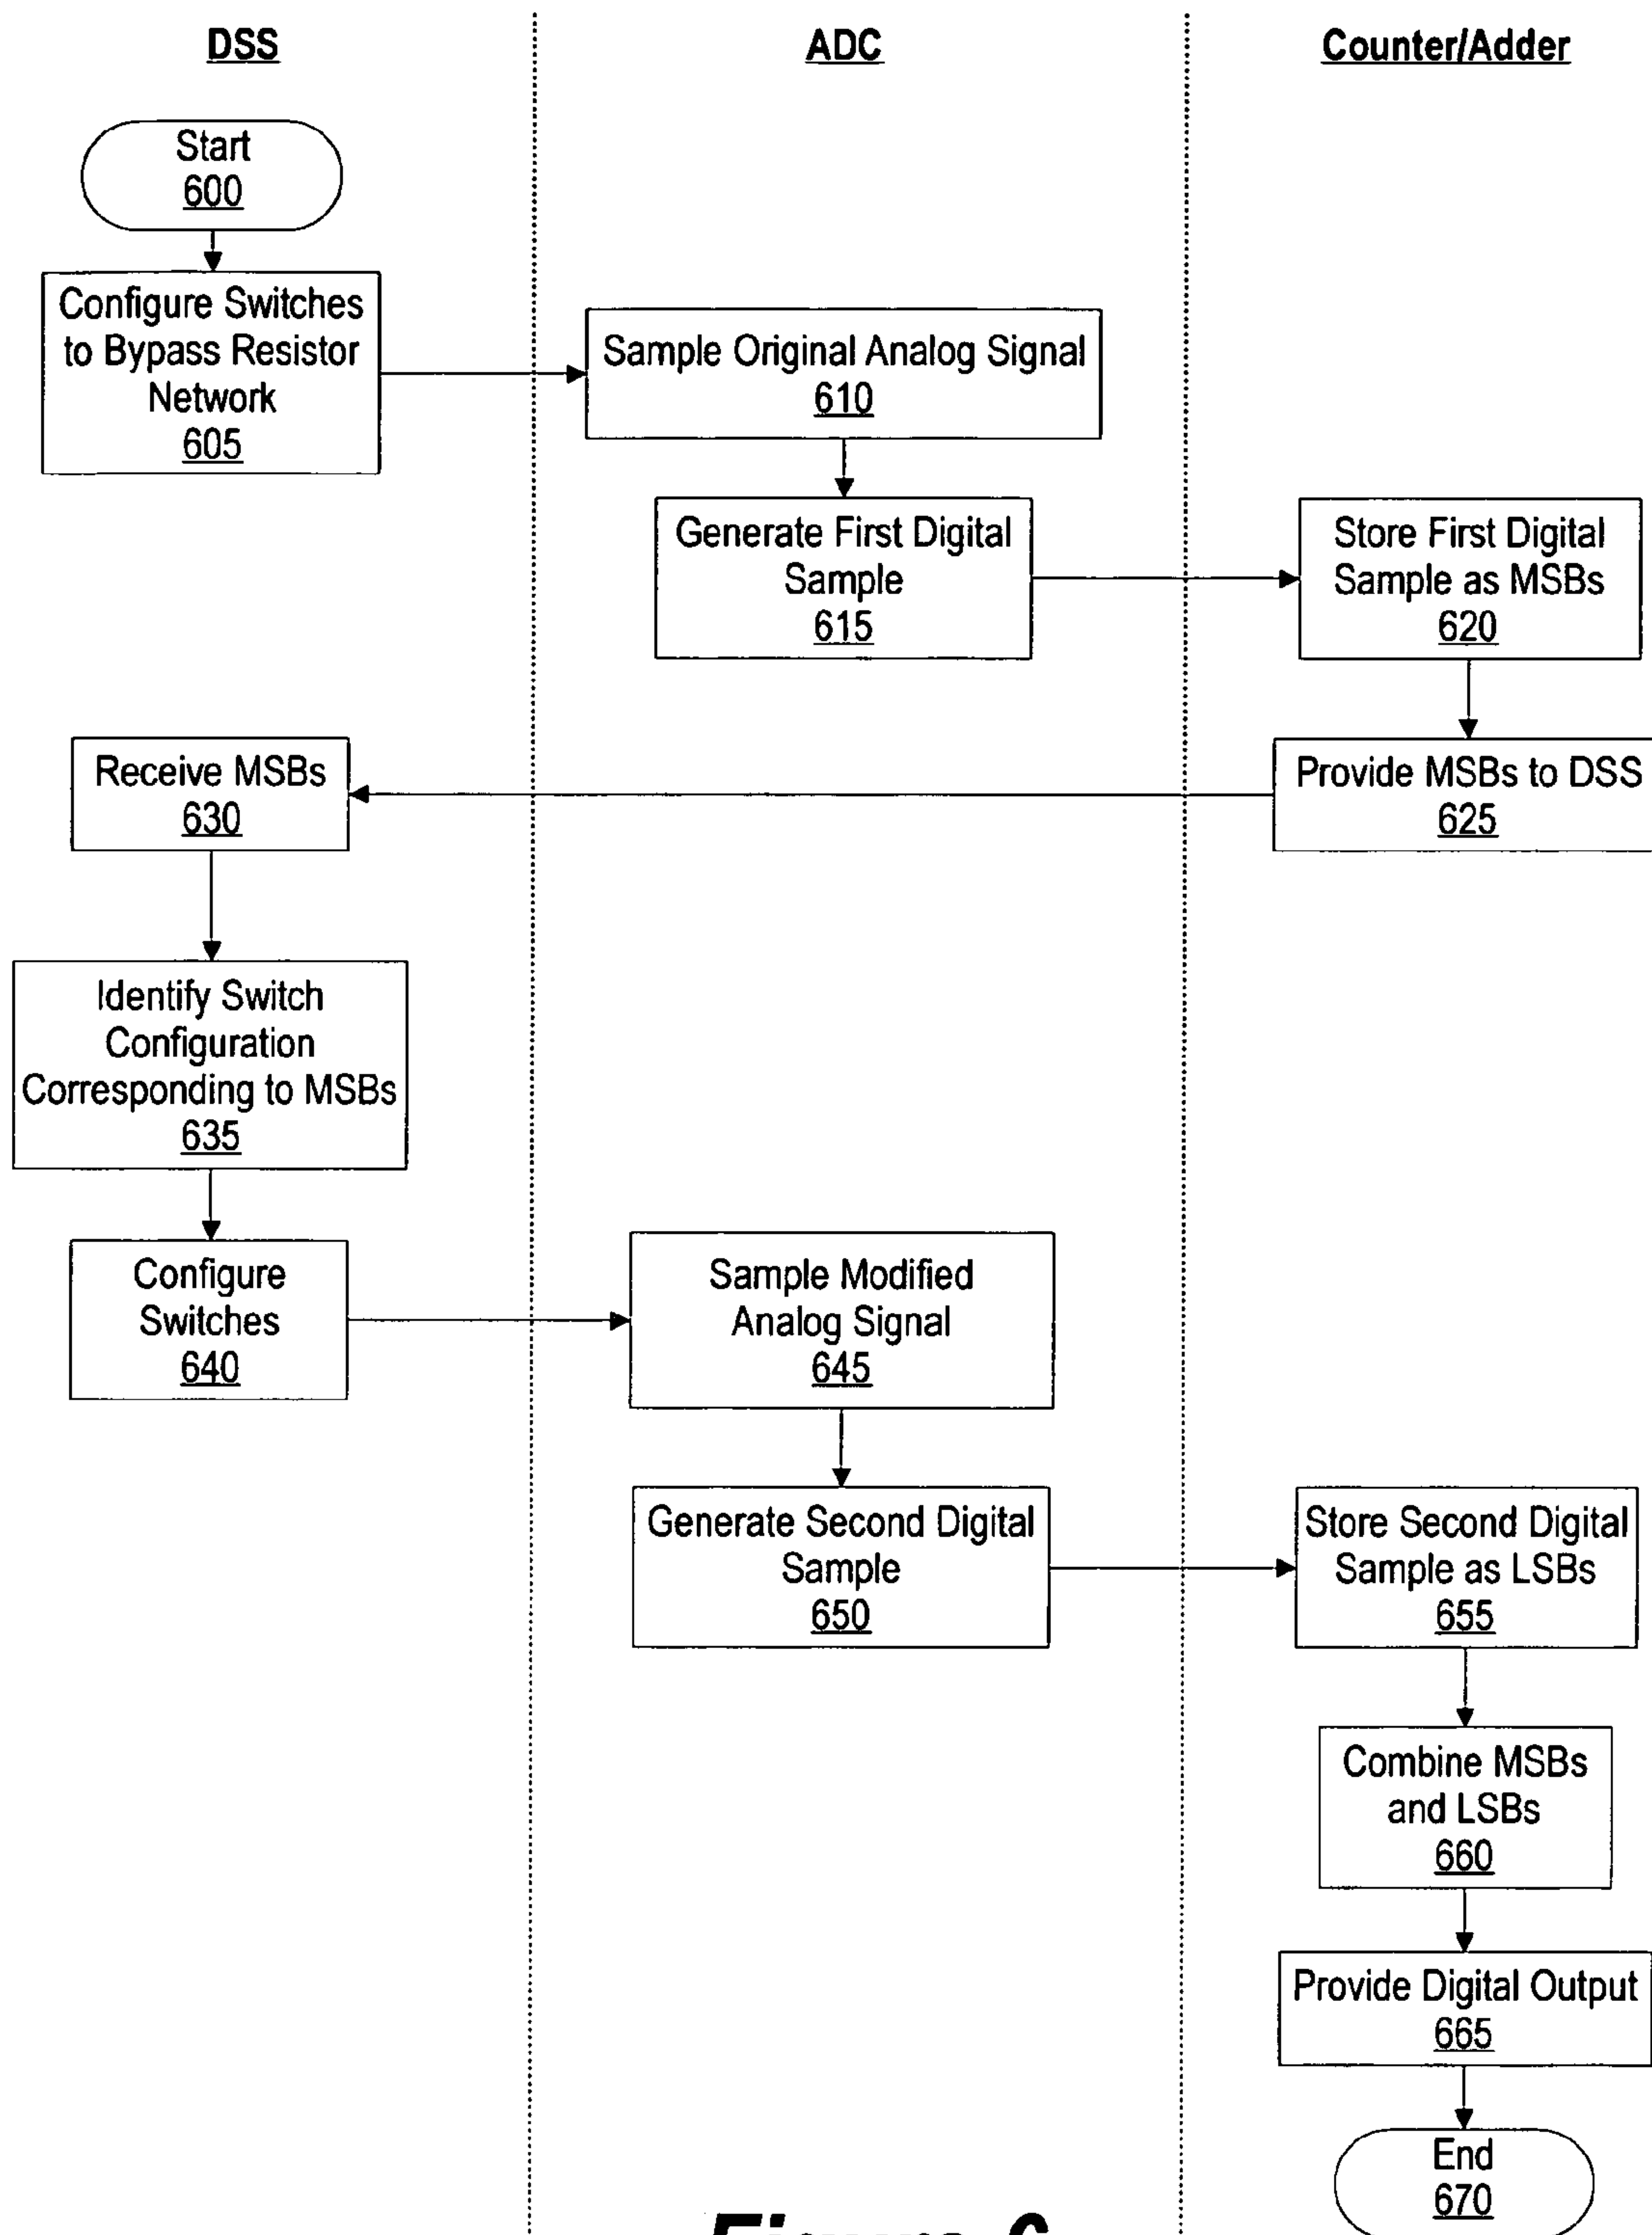 DSS
ADC
Counter/Adder
Start
600
Configure Switches
to Bypass Resistor
Network
605
Sample Original Analog Signal
610
Generate First Digital
Sample
615
Store First Digital
Sample as MSBs
620
Provide MSBs to DSS
625
Receive MSBs
630
Identify Switch
Configuration
Corresponding to MSBs
635
Configure
Switches
640
Sample Modified
Analog Signal
645
Generate Second Digital
Sample
650
Store Second Digital
Sample as LSBs
655
Combine MSBs
and LSBs
660
Provide Digital Output
665
End
670
Figure 6